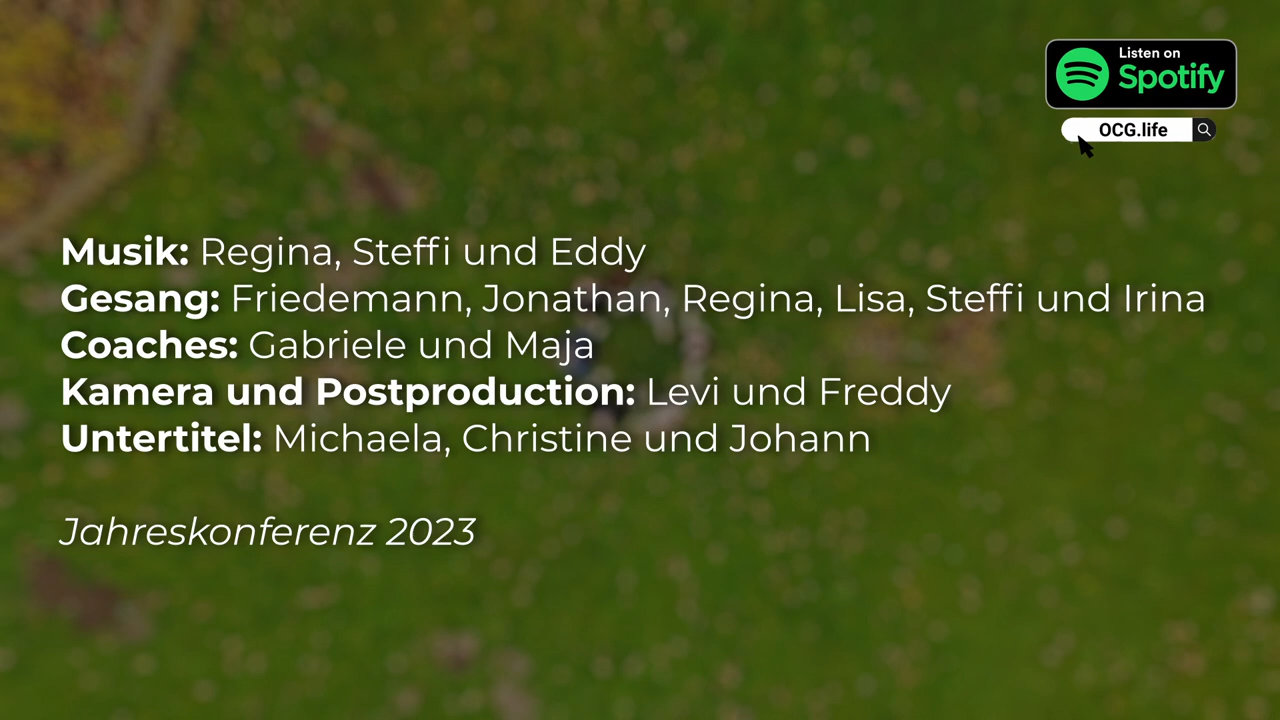 Listen on
Spotify
OCG.life
Musik: Regina, Steffi und Eddy
Gesang: Friedemann, Jonathan, Regina, Lisa, Steffi und Irina
Coaches: Gabriele und Maja
Kamera und Postproduction: Levi und Freddy
Untertitel: Michaela, Christine und Johann
Jahreskonferenz 2023